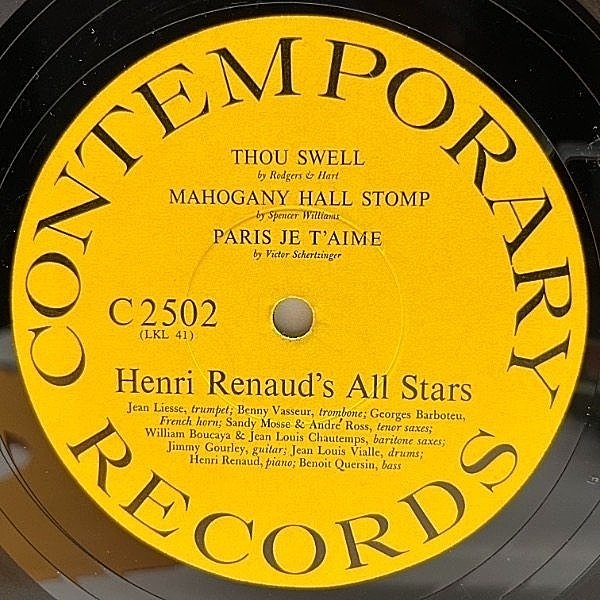 CONTEMPORARY
THOU SWELL
by Rodgers & Hart
MAHOGANY HALL STOMP
by Spencer Williams
PARIS JE T'AIME
by Victor Schertzinger
C 2502
(LKL 41)
Henri Renaud's All Stars
Jean Liesse, trumpet; Benny Vasseur, trombone; Georges Barboteu,
French horn; Sandy Mosse & André Ross, tenor saxes;
William Boucaya & Jean Louis Chautemps, baritone saxes;
Jimmy Gourley, guitar; Jean Louis Vialle, drums;
Henri Renaud, piano; Benoit Quersin, bass
RECORDS